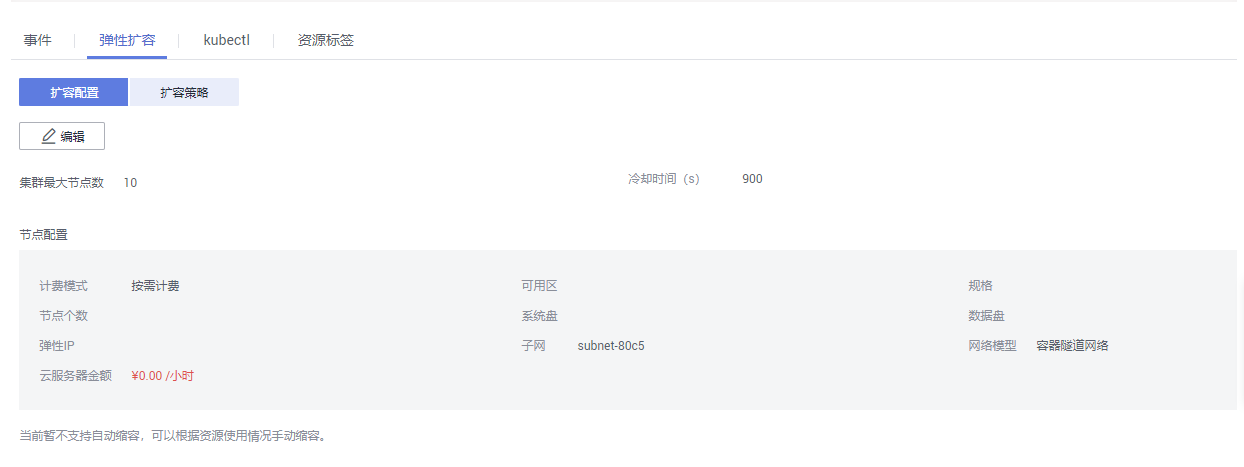 事件 弹性扩容 kubectl 资源标签
扩容配置 扩容策略
编辑
集群最大节点数 10 冷却时间（s） 900
节点配置
计费模式 按需计费 可用区 规格
节点个数 系统盘 数据盘
弹性IP 子网 subnet-80c5 网络模型 容器隧道网络
云服务器金额 ¥0.00 /小时
当前暂不支持自动缩容，可以根据资源使用情况手动缩容。